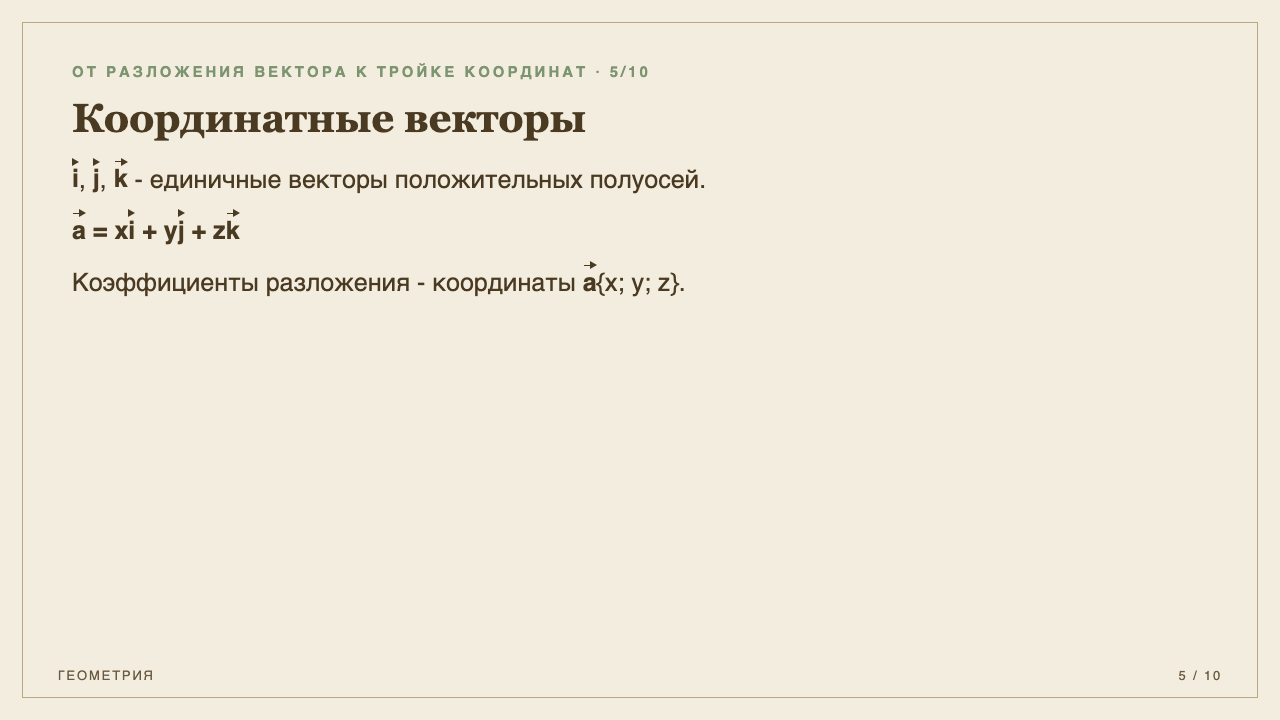 ОТ РАЗЛОЖЕНИЯ ВЕКТОРА К ТРОЙКЕ КООРДИНАТ · 5/10
Координатные векторы
i⃗, j⃗, k⃗ - единичные векторы положительных полуосей.
a⃗ = xi⃗ + yj⃗ + zk⃗
Коэффициенты разложения - координаты a⃗{x; y; z}.
ГЕОМЕТРИЯ
5 / 10